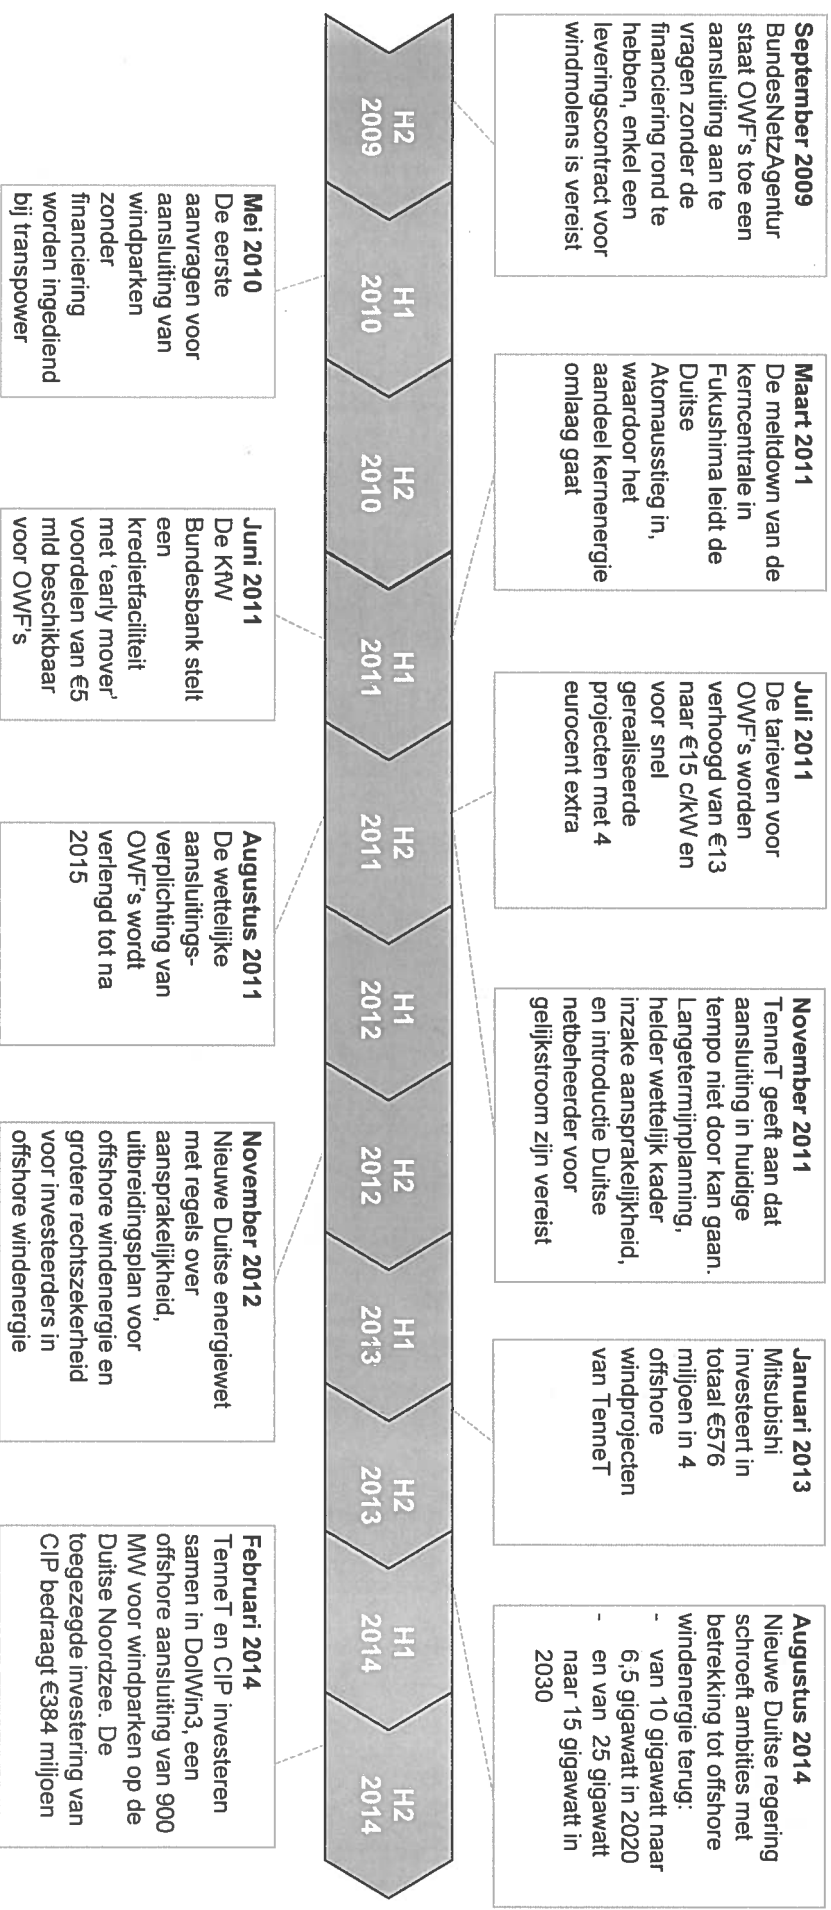 September 2009
BundesNetzAgentur
staat OWF's toe een
aansluiting aan te
vragen zonder de
financiering rond te
hebben, enkel een
leveringscontract voor
windmolens is vereist
Maart 2011
De meltdown van de
kerncentrale in
Fukushima leidt de
Duitse
Atomausstieg in,
waardoor het
aandeel kernenergie
omlaag gaat
Juli 2011
De tarieven voor
OWF's worden
verhoogd van €13
naar €15 c/kW en
voor snel
gerealiseerde
projecten met 4
eurocent extra
November 2011
TenneT geeft aan dat
aansluiting in huidige
tempo niet door kan gaan.
Langetermijnplanning,
helder wettelijk kader
inzake aansprakelijkheid,
en introductie Duitse
netbeheerder voor
gelijkstroom zijn vereist
Januari 2013
Mitsubishi
investeert in
totaal €576
miljoen in 4
offshore
windprojecten
van TenneT
Augustus 2014
Nieuwe Duitse regering
schroeft ambities met
betrekking tot offshore
windenergie terug:
- van 10 gigawatt naar
6,5 gigawatt in 2020
- en van 25 gigawatt
naar 15 gigawatt in
2030
H2
2009
H1
2010
H2
2010
H1
2011
H2
2011
H1
2012
H2
2012
H1
2013
H2
2013
H1
2014
H2
2014
Mei 2010
De eerste
aanvragen voor
aansluiting van
windparken
zonder
financiering
worden ingediend
bij transpower
Juni 2011
De KfW
Bundesbank stelt
een
kredietfaciliteit
met 'early mover'
voordelen van €5
mld beschikbaar
voor OWF's
Augustus 2011
De wettelijke
aansluitings-
verplichting van
OWF's wordt
verlengd tot na
2015
November 2012
Nieuwe Duitse energiewet
met regels over
aansprakelijkheid,
uitbreidingsplan voor
offshore windenergie en
grotere rechtszekerheid
voor investeerders in
offshore windenergie
Februari 2014
TenneT en CIP investeren
samen in DolWin3, een
offshore aansluiting van 900
MW voor windparken op de
Duitse Noordzee. De
toegezegde investering van
CIP bedraagt €384 miljoen